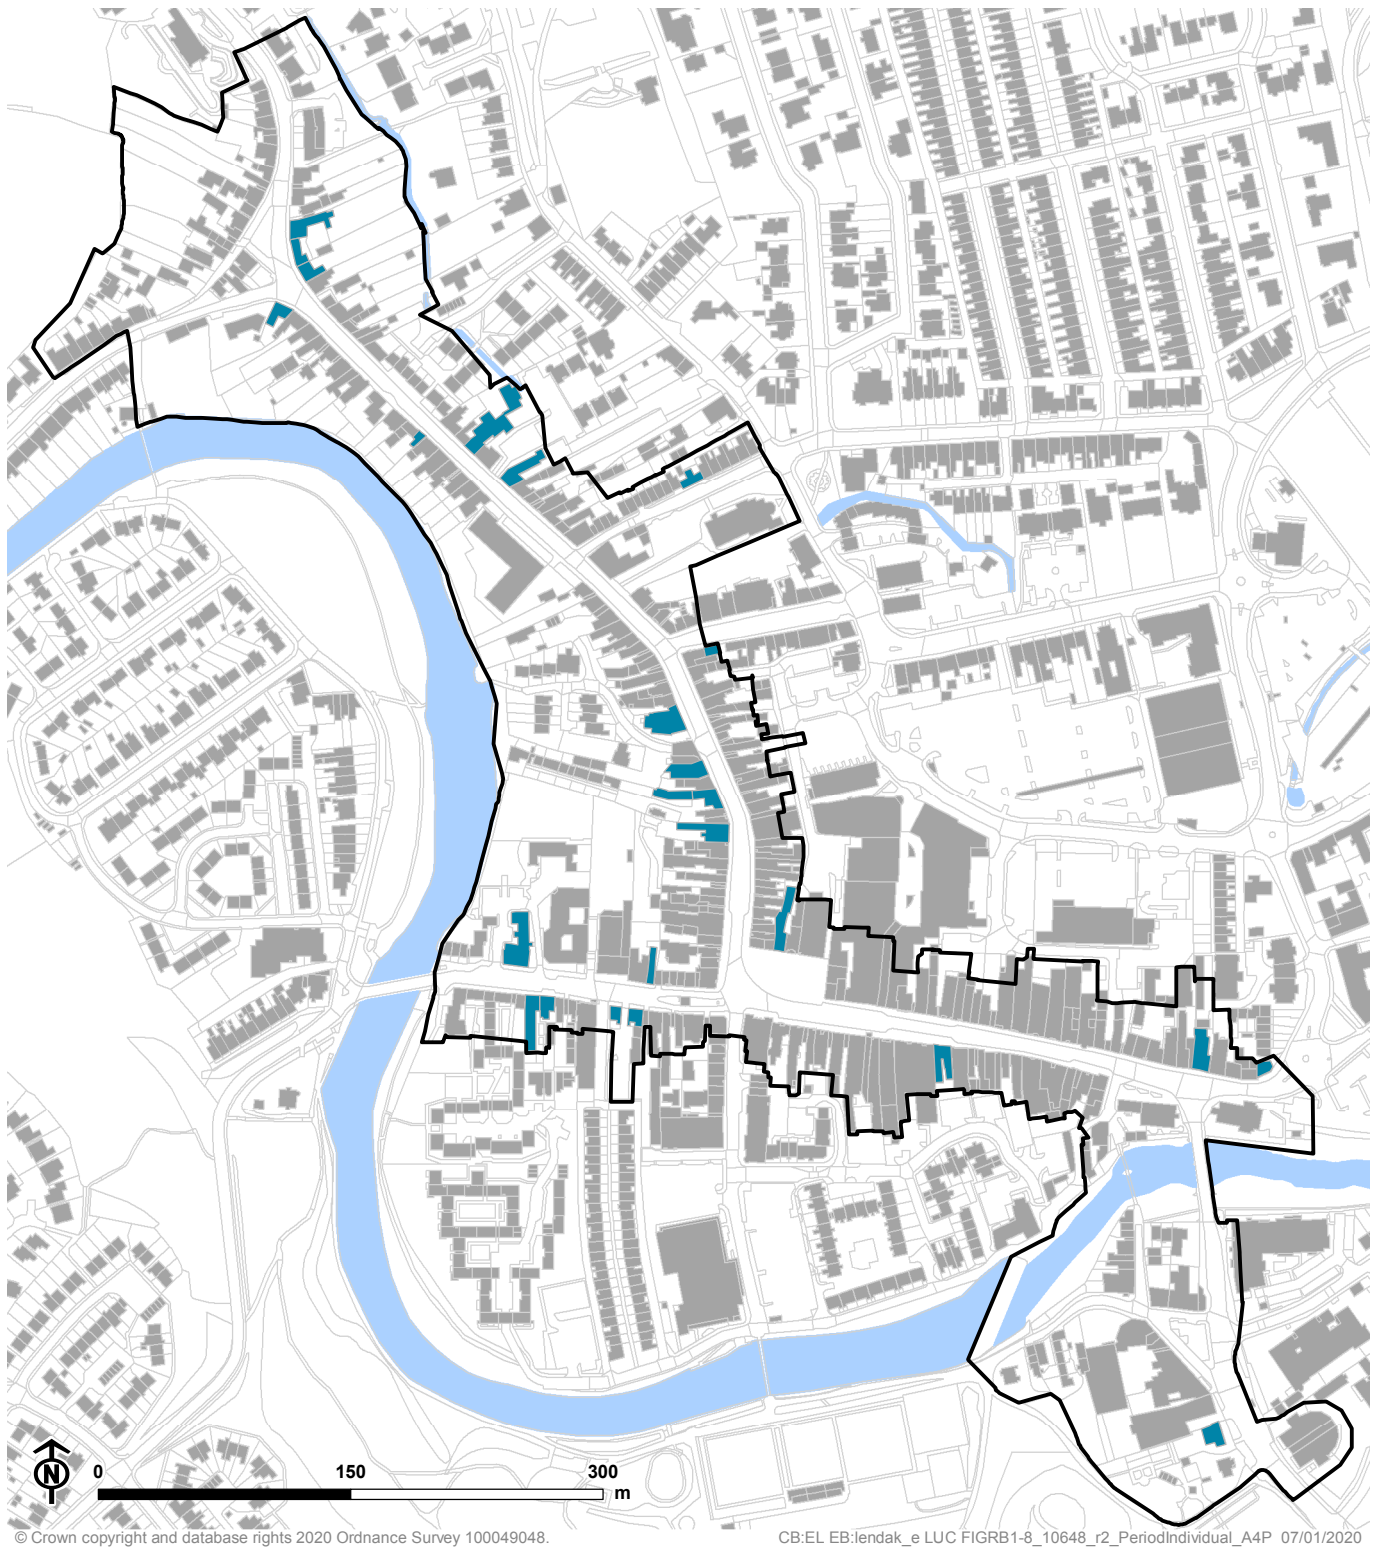 N
0 150 300
m
© Crown copyright and database rights 2020 Ordnance Survey 100049048. CB:EL EB:lendak_e LUC FIGRB1-8_10648_r2_PeriodIndividual_A4P 07/01/2020